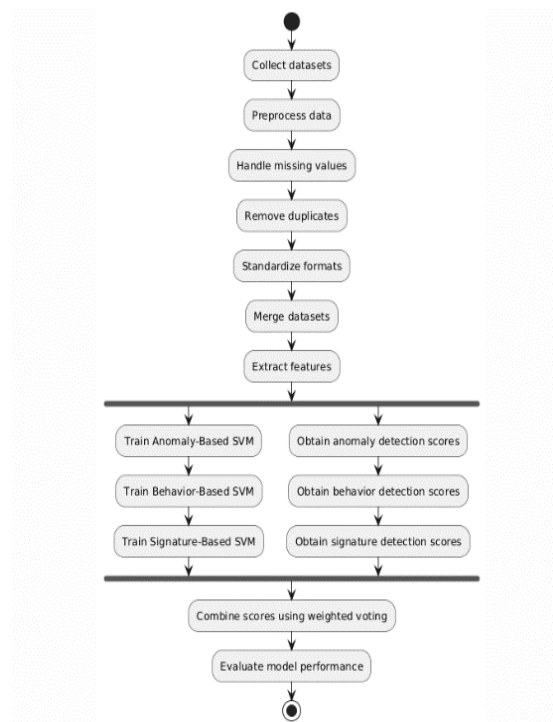 Collect datasets
Preprocess data
Handle missing values
Remove duplicates
Standardize formats
Merge datasets
Extract features
Train Anomaly-Based SVM
Obtain anomaly detection scores
Train Behavior-Based SVM
Obtain behavior detection scores
Train Signature-Based SVM
Obtain signature detection scores
Combine scores using weighted voting
Evaluate model performance